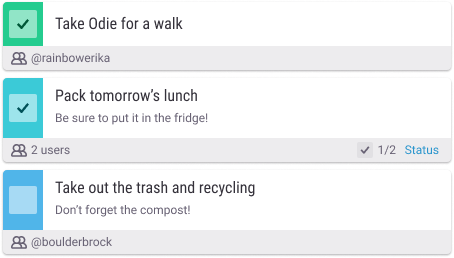 Take Odie for a walk
@rainbowerika
Pack tomorrow's lunch
Be sure to put it in the fridge!
2 users 1/2 Status
Take out the trash and recycling
Don't forget the compost!
@boulderbrock